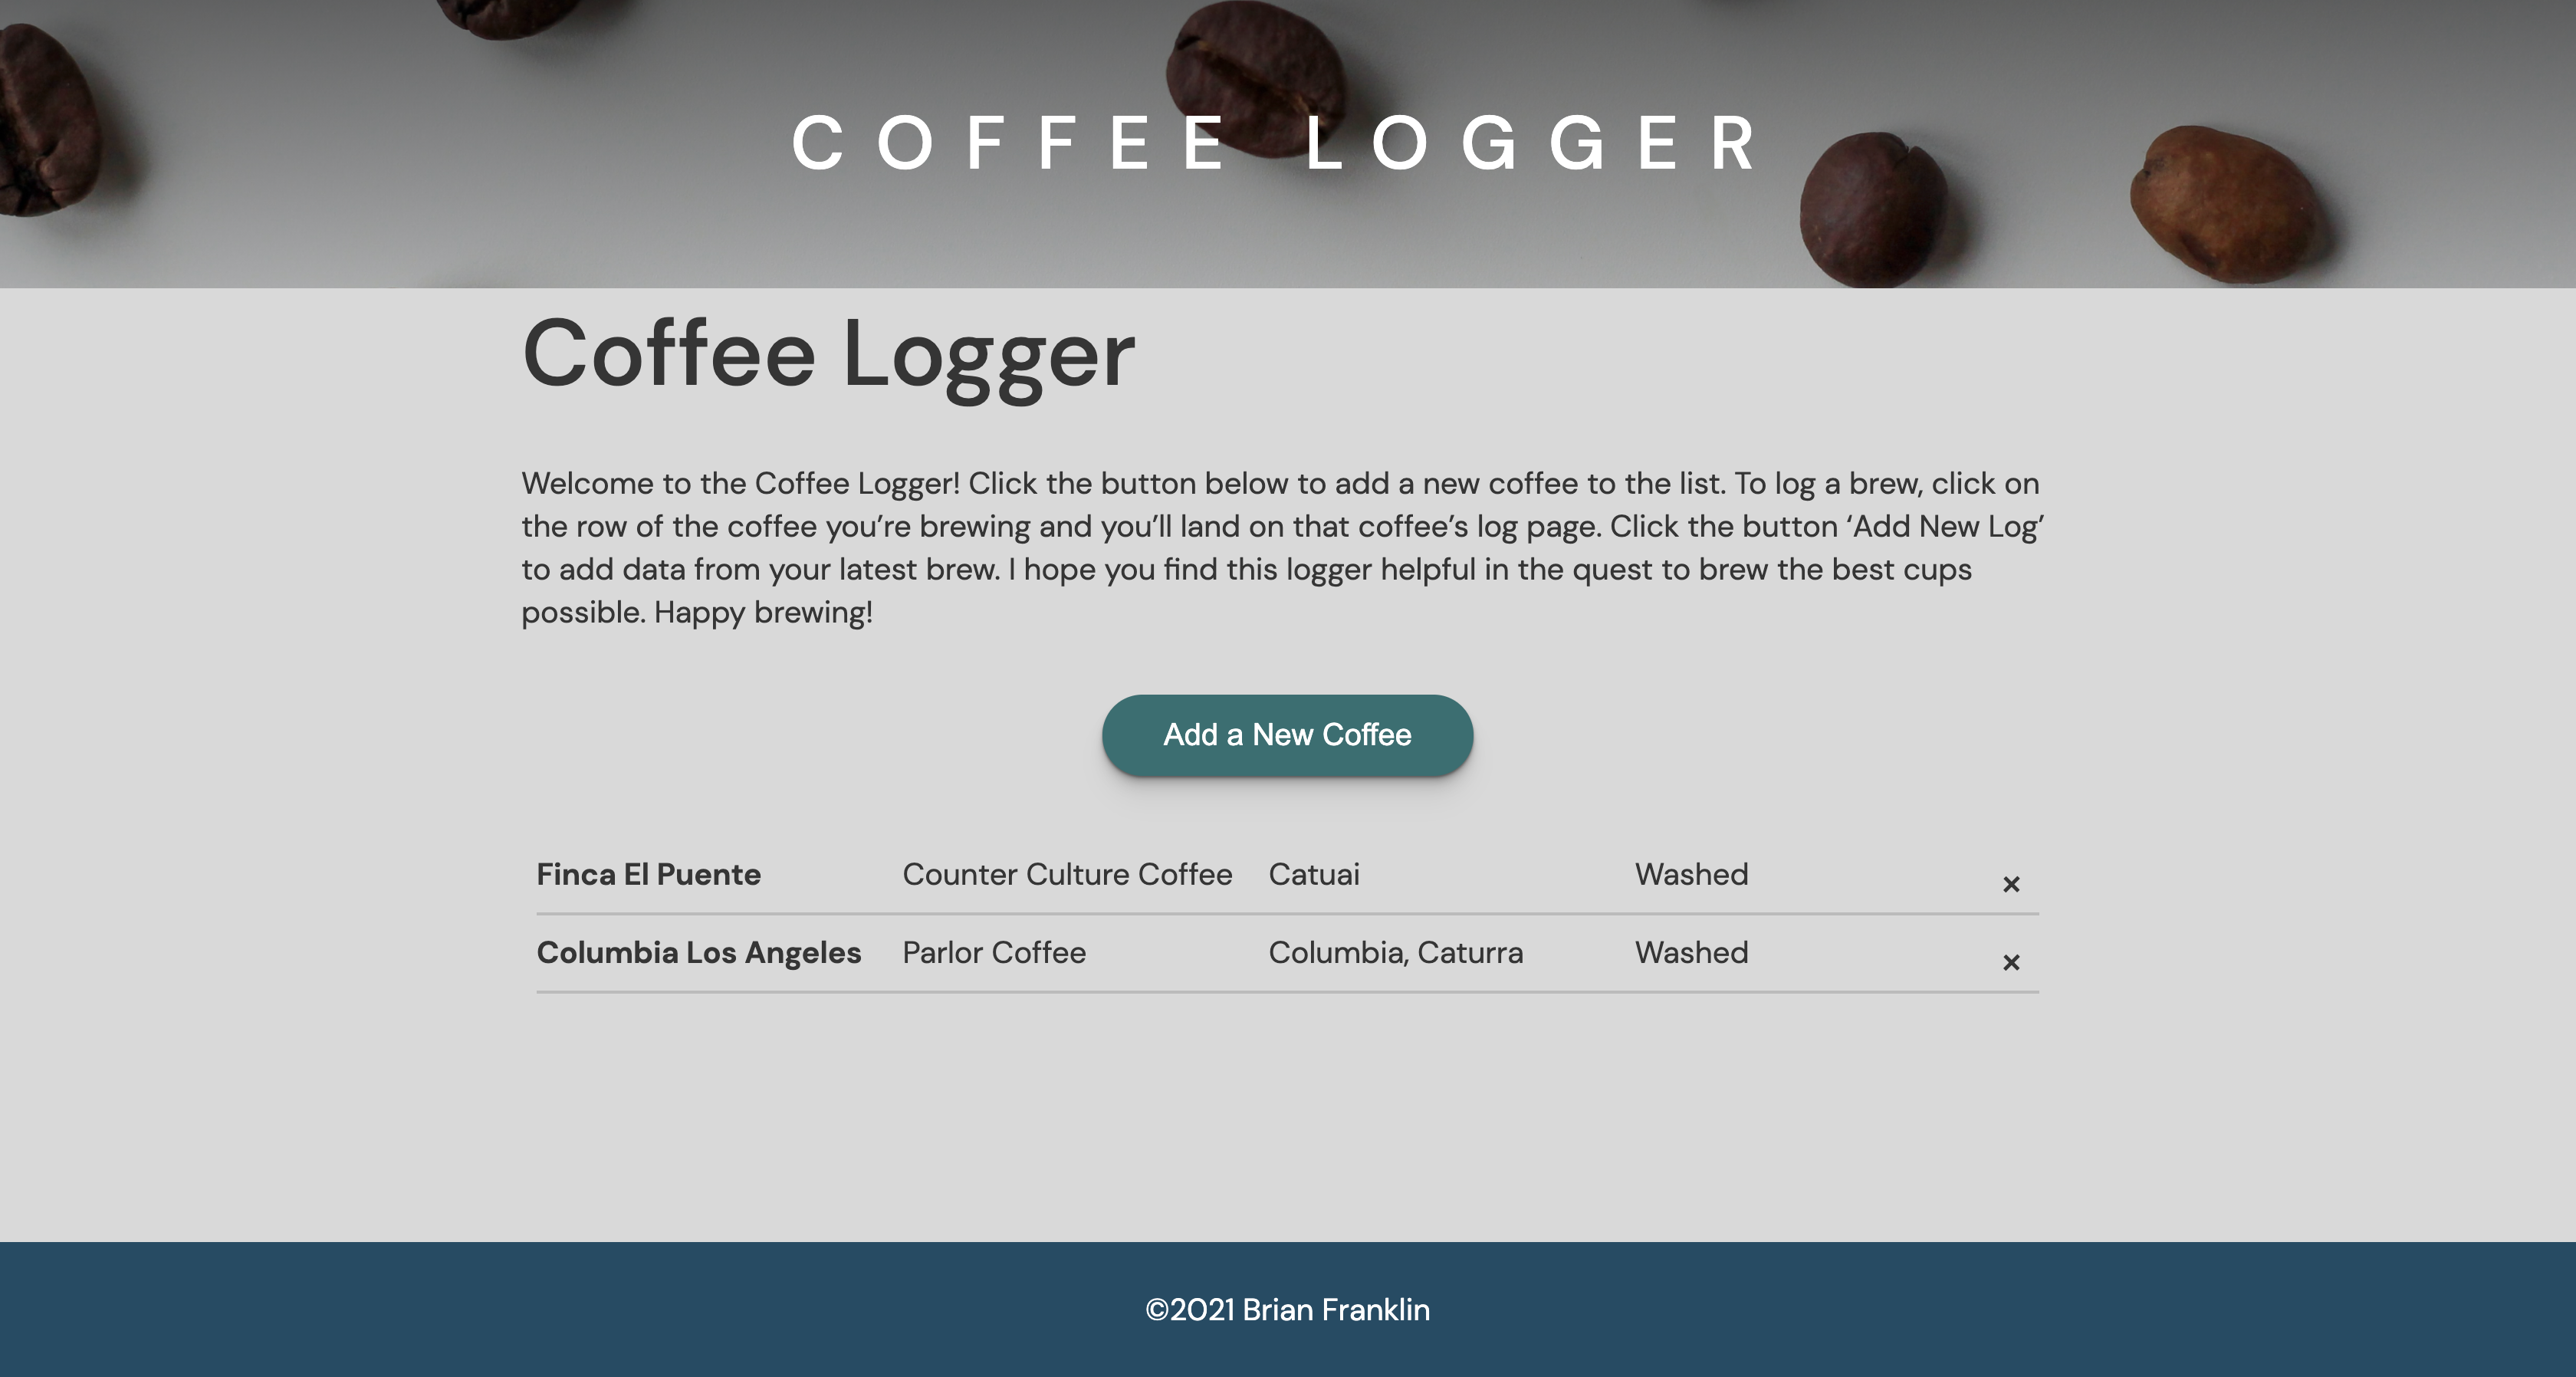 COFFEE LOGGER
Coffee Logger
Welcome to the Coffee Logger! Click the button below to add a new coffee to the list. To log a brew, click on
the row of the coffee you’re brewing and you’ll land on that coffee’s log page. Click the button ‘Add New Log’
to add data from your latest brew. I hope you find this logger helpful in the quest to brew the best cups
possible. Happy brewing!
Add a New Coffee
Finca El Puente Counter Culture Coffee Catuai Washed ×
Columbia Los Angeles Parlor Coffee Columbia, Caturra Washed ×
©2021 Brian Franklin